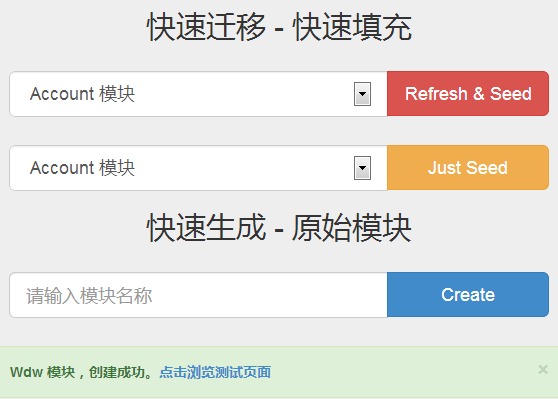 快速迁移 - 快速填充
Account 模块 Refresh & Seed
Account 模块 Just Seed
快速生成 - 原始模块
请输入模块名称 Create
Wdw 模块，创建成功。点击浏览测试页面 ×